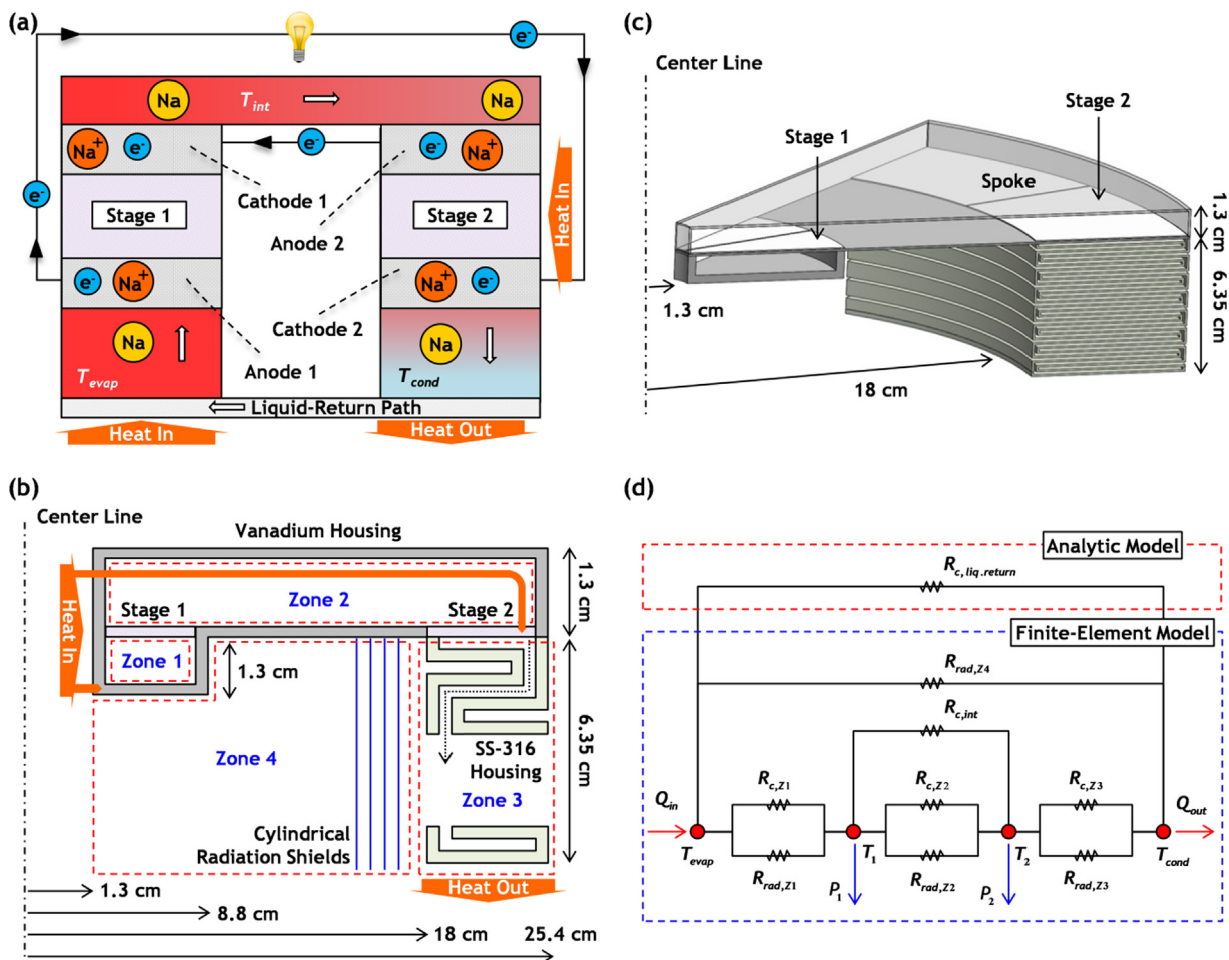 (a)
e-
e-
Na
T_int
Na
Na+
e-
e-
e-
Na+
Cathode 1
Stage 1
Stage 2
Heat In
Anode 2
e-
Na+
Na+
e-
Cathode 2
Na
Na
T_evap
Anode 1
T_cond
Liquid-Return Path
Heat In
Heat Out
(c)
Center Line
Stage 2
Stage 1
Spoke
1.3 cm
1.3 cm
6.35 cm
18 cm
(b)
Center Line
Vanadium Housing
Heat In
Zone 2
1.3 cm
Stage 1
Stage 2
Zone 1
1.3 cm
6.35 cm
Zone 4
SS-316
Housing
Zone 3
Cylindrical
Radiation Shields
Heat Out
1.3 cm
8.8 cm
18 cm
25.4 cm
(d)
Analytic Model
R_c,liq.return
Finite-Element Model
R_rad,Z4
R_c,int
R_c,Z1
R_c,Z2
R_c,Z3
Q_in
Q_out
T_evap
T_1
T_2
T_cond
R_rad,Z1
P_1
R_rad,Z2
P_2
R_rad,Z3